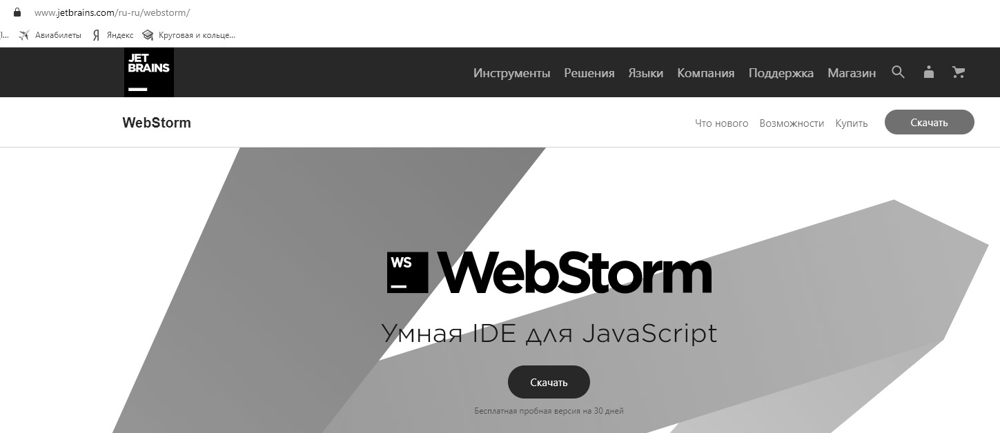 www.jetbrains.com/ru-ru/webstorm/
Авиабилеты Яндекс Круговая и кольце...
JET
BRAINS
Инструменты Решения Языки Компания Поддержка Магазин
WebStorm Что нового Возможности Купить Скачать
WS WebStorm
Умная IDE для JavaScript
Скачать
Бесплатная пробная версия на 30 дней